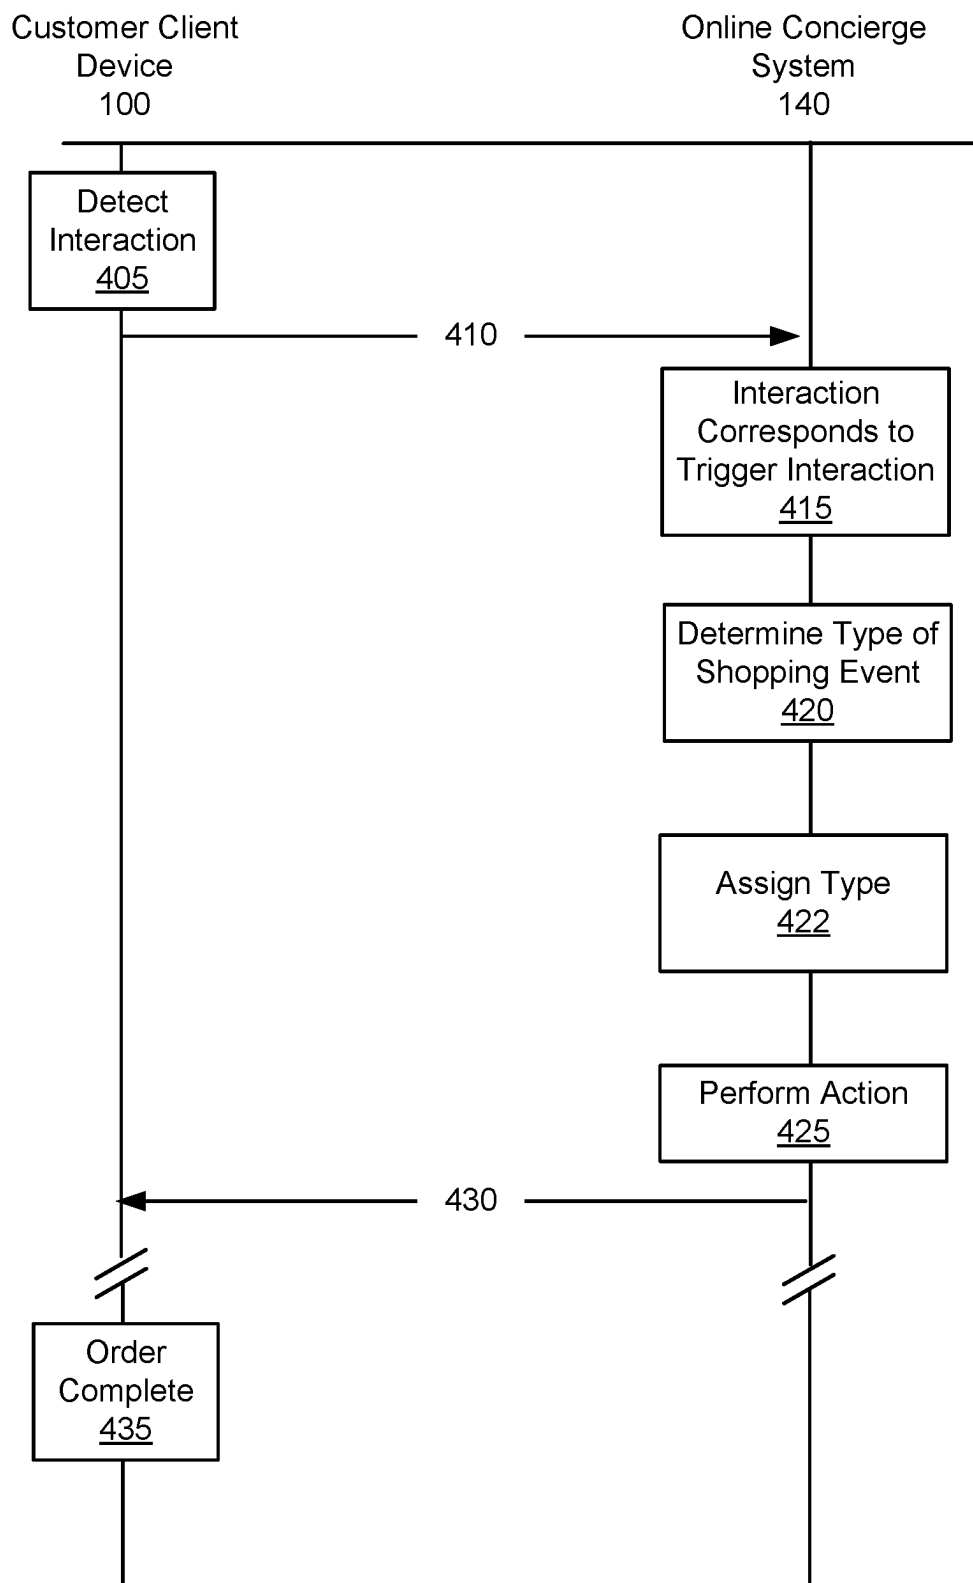 Customer Client
Device
100
Online Concierge
System
140
Detect
Interaction
405
410
Interaction
Corresponds to
Trigger Interaction
415
Determine Type of
Shopping Event
420
Assign Type
422
Perform Action
425
430
Order
Complete
435